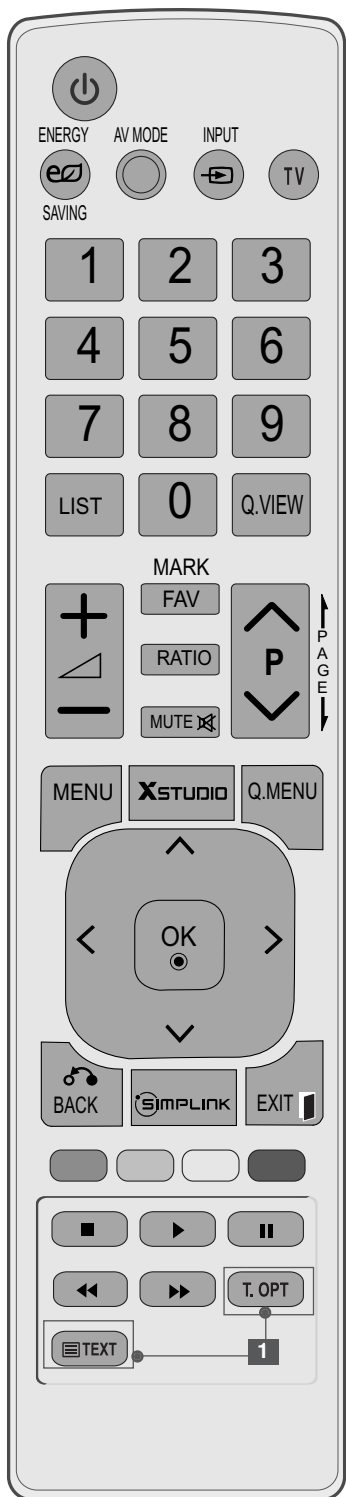 ENERGY AV MODE INPUT
eø TV
SAVING
1 2 3
4 5 6
7 8 9
LIST 0 Q.VIEW
MARK
FAV
RATIO
P
PAGE
MUTE
MENU XSTUDIO Q.MENU
OK
BACK SIMPLINK EXIT
T. OPT
TEXT 1